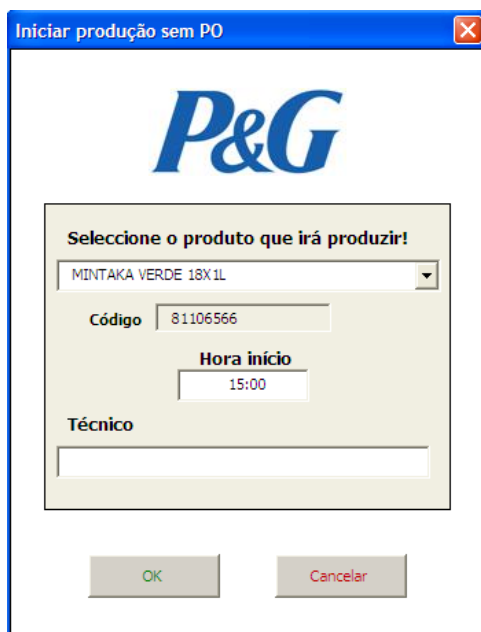 Iniciar produção sem PO
P&G
Seleccione o produto que irá produzir!
MINTAKA VERDE 18X1L
Código 81106566
Hora início
15:00
Técnico
OK Cancelar